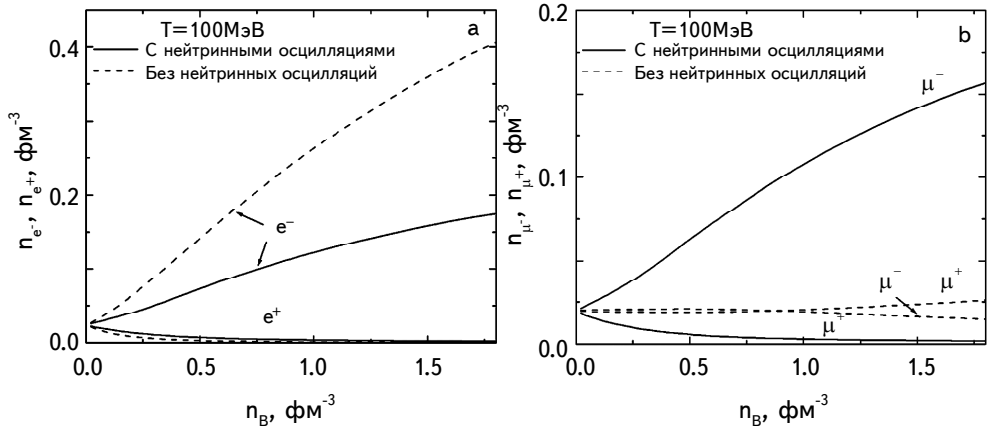 T=100МэВ
a
С нейтринными осцилляциями
Без нейтринных осцилляций
0.4
0.2
0.0
n_e-, n_e+, фм^-3
e^-
e^+
0.0 0.5 1.0 1.5
n_B, фм^-3
T=100МэВ
b
С нейтринными осцилляциями
Без нейтринных осцилляций
0.2
0.1
0.0
n_μ-, n_μ+, фм^-3
μ^-
μ^- μ^+
μ^+
0.0 0.5 1.0 1.5
n_B, фм^-3